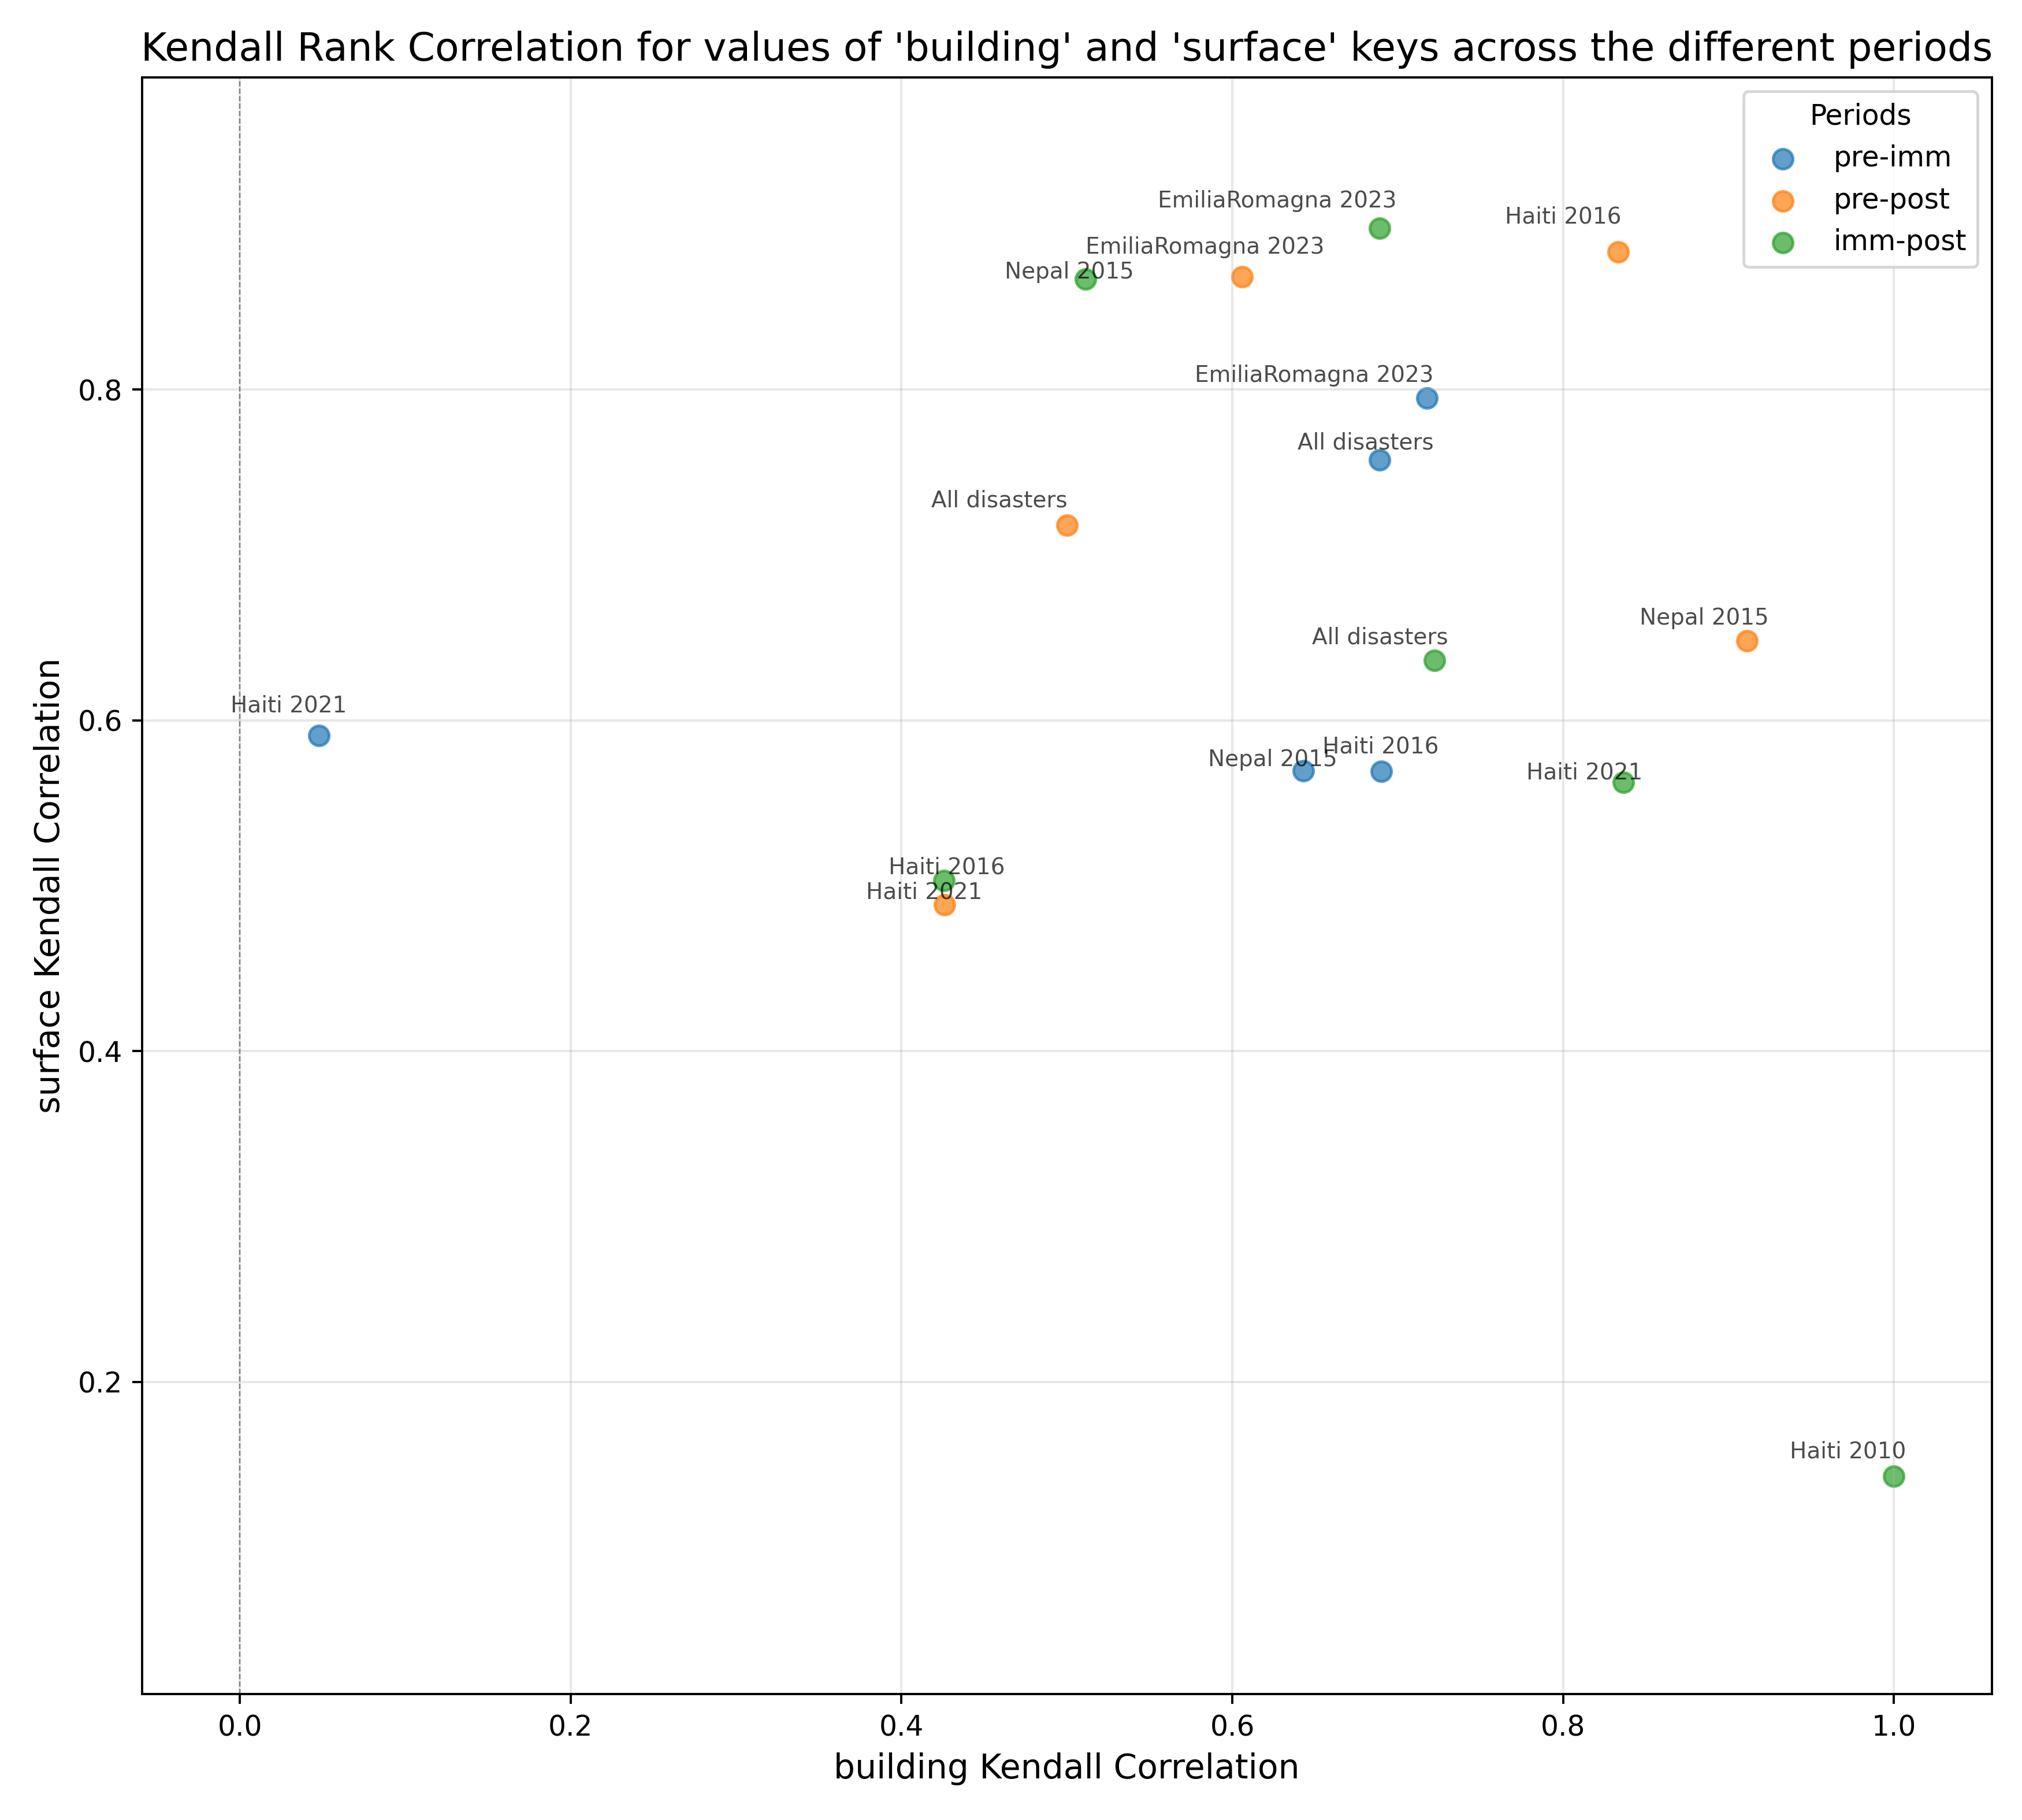 Kendall Rank Correlation for values of 'building' and 'surface' keys across the different periods
Periods
pre-imm
pre-post
imm-post
EmiliaRomagna 2023
Haiti 2016
EmiliaRomagna 2023
Nepal 2015
EmiliaRomagna 2023
All disasters
All disasters
Nepal 2015
All disasters
Haiti 2021
Haiti 2016
Nepal 2015
Haiti 2021
Haiti 2016
Haiti 2021
Haiti 2010
0.8
0.6
0.4
0.2
surface Kendall Correlation
0.0
0.2
0.4
0.6
0.8
1.0
building Kendall Correlation